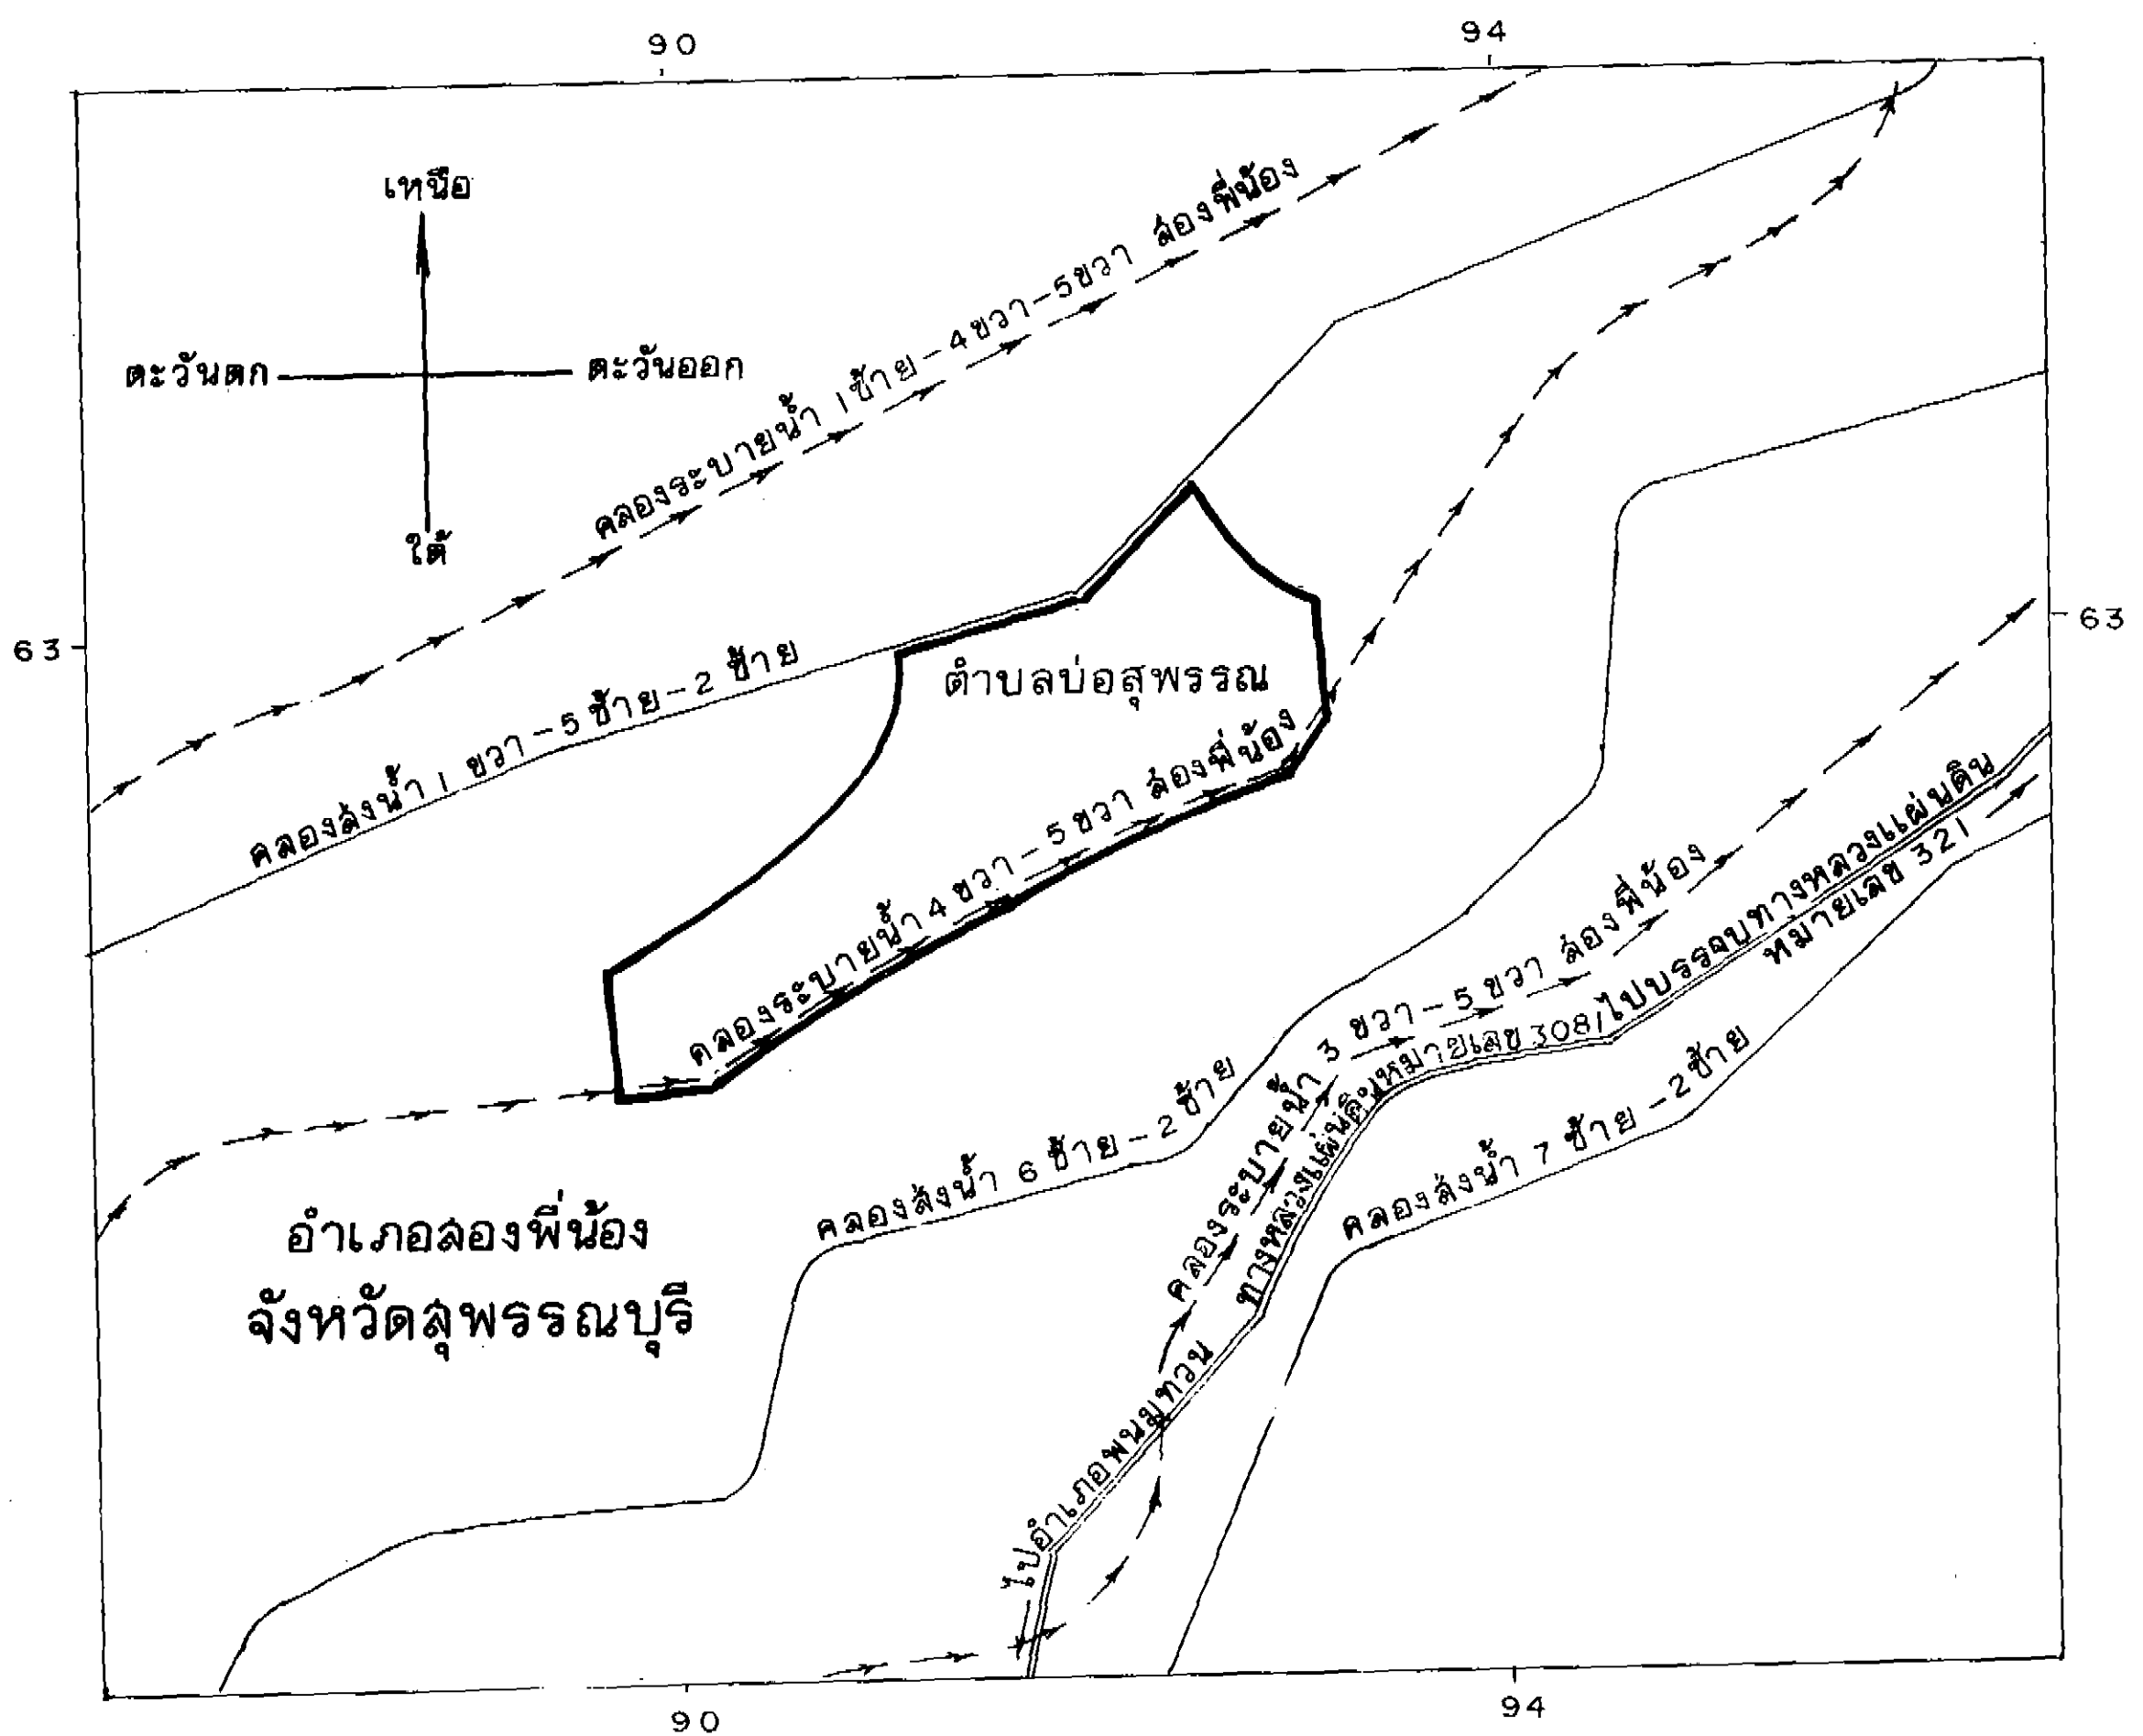 90
94
เหนือ
ตะวันตก
ตะวันออก
ใต้
คลองระบายน้ำ 1ซ้าย-4ขวา-5ขวา สองพี่น้อง
63
63
คลองส่งน้ำ 1 ขวา-5 ซ้าย-2 ซ้าย
ตำบลบ่อสุพรรณ
คลองระบายน้ำ 4 ขวา-5 ขวา สองพี่น้อง
คลองส่งน้ำ 6 ซ้าย-2 ซ้าย
คลองระบายน้ำ 3 ขวา-5 ขวา สองพี่น้อง
ไปอำเภอพนมทวน
ทางหลวงแผ่นดินหมายเลข 3081
ไปบรรจบทางหลวงแผ่นดิน
หมายเลข 321
คลองส่งน้ำ 7 ซ้าย-2ซ้าย
อำเภอสองพี่น้อง
จังหวัดสุพรรณบุรี
90
94